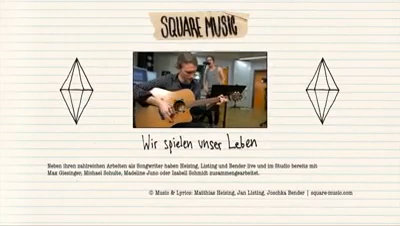 SQUARE MUSIC
Wir spielen unser Leben
Neben ihren zahlreichen Arbeiten als Songwriter haben Heizing, Listing und Bender live und im Studio bereits mit
Max Giesinger, Michael Schulte, Madeline Juno oder Isabell Schmidt zusammengearbeitet.
© Music & Lyrics: Matthias Heizing, Jan Listing, Joschka Bender | square-music.com